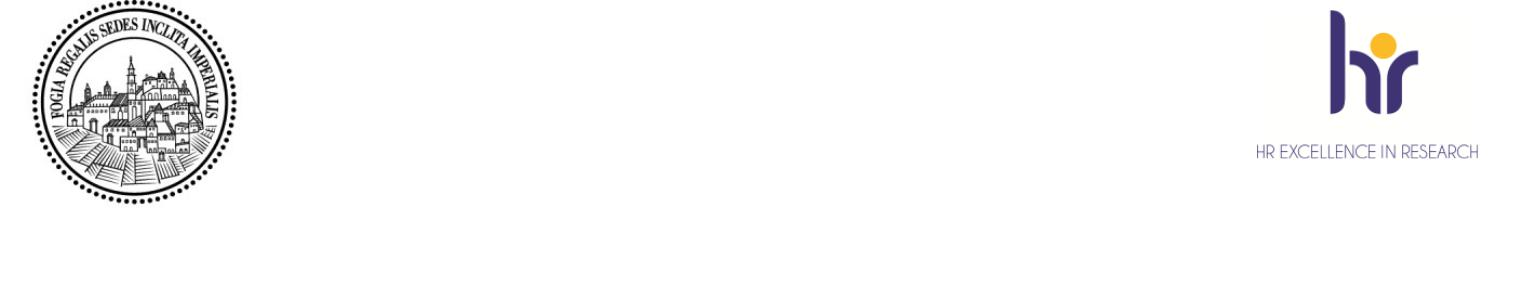 FOGIA REGALIS SEDES INCLITA IMPERIALIS
hr
HR EXCELLENCE IN RESEARCH